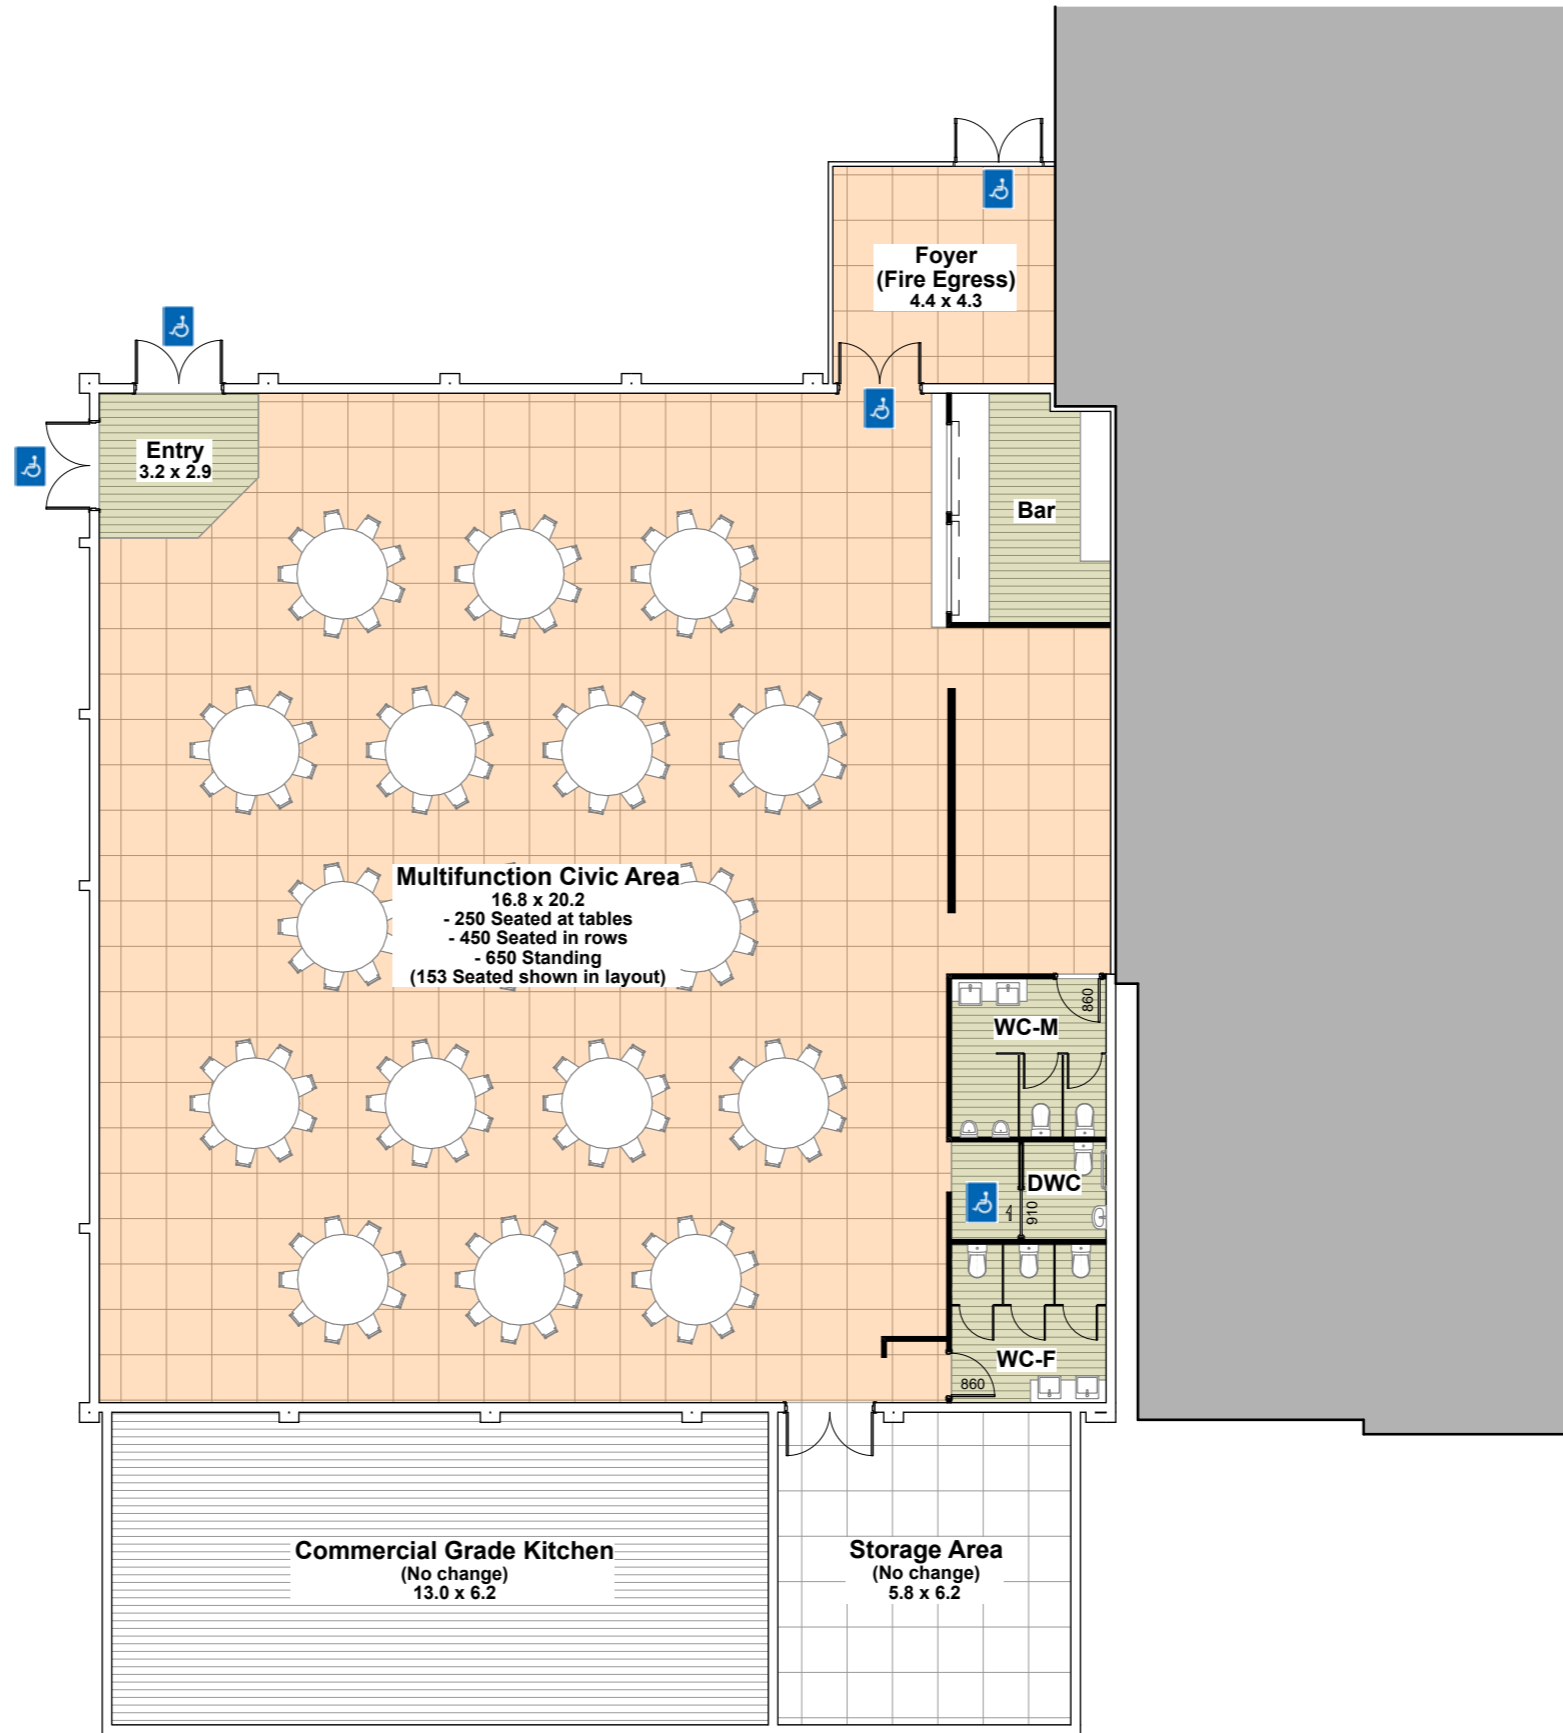 Foyer
(Fire Egress)
4.4 x 4.3
Entry
3.2 x 2.9
Bar
Multifunction Civic Area
16.8 x 20.2
- 250 Seated at tables
- 450 Seated in rows
- 650 Standing
(153 Seated shown in layout)
860
WC-M
DWC
910
WC-F
860
Commercial Grade Kitchen
(No change)
13.0 x 6.2
Storage Area
(No change)
5.8 x 6.2